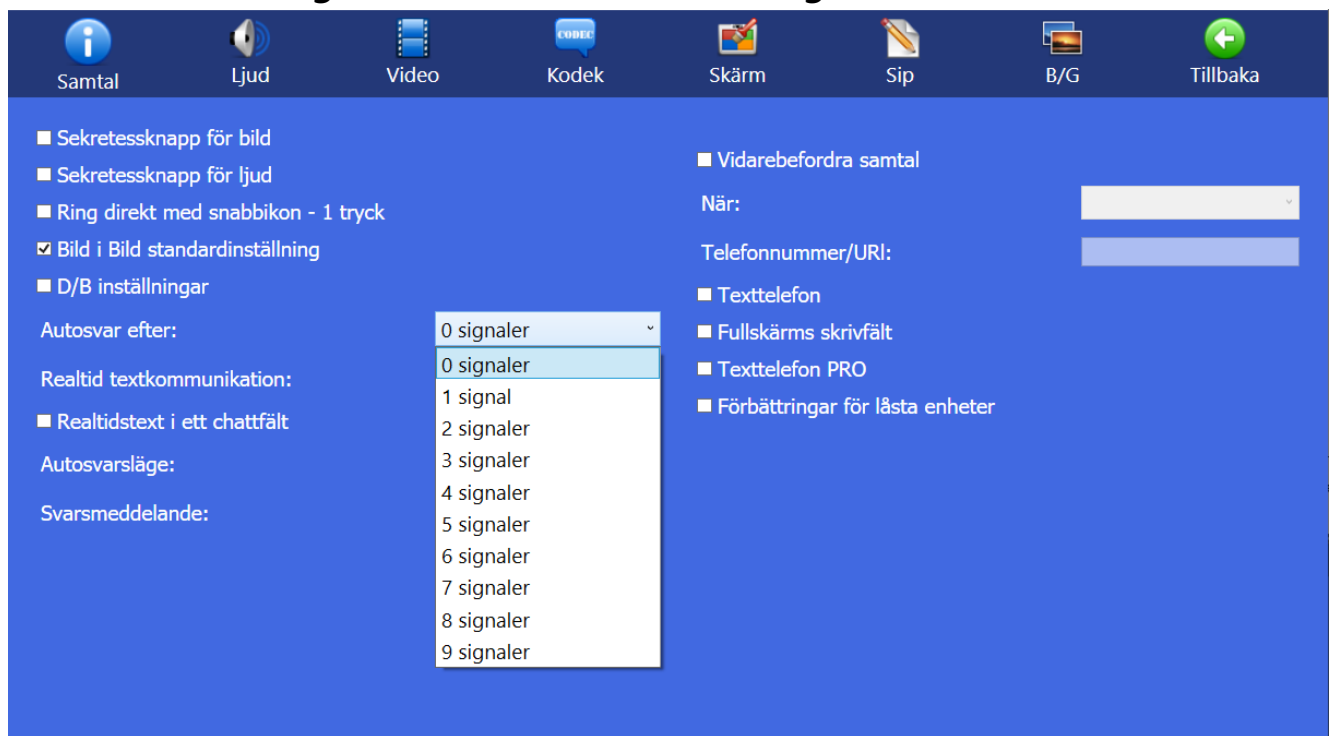 Samtal
Ljud
Video
CODEC
Kodek
Skärm
Sip
B/G
Tillbaka
Sekretessknapp för bild
Sekretessknapp för ljud
Ring direkt med snabbikon - 1 tryck
Bild i Bild standardinställning
D/B inställningar
Autosvar efter:
0 signaler
0 signaler
1 signal
2 signaler
3 signaler
4 signaler
5 signaler
6 signaler
7 signaler
8 signaler
9 signaler
Realtid textkommunikation:
Realtidstext i ett chattfält
Autosvarsläge:
Svarsmeddelande:
Vidarebefordra samtal
När:
Telefonnummer/URl:
Texttelefon
Fullskärms skrivfält
Texttelefon PRO
Förbättringar för låsta enheter